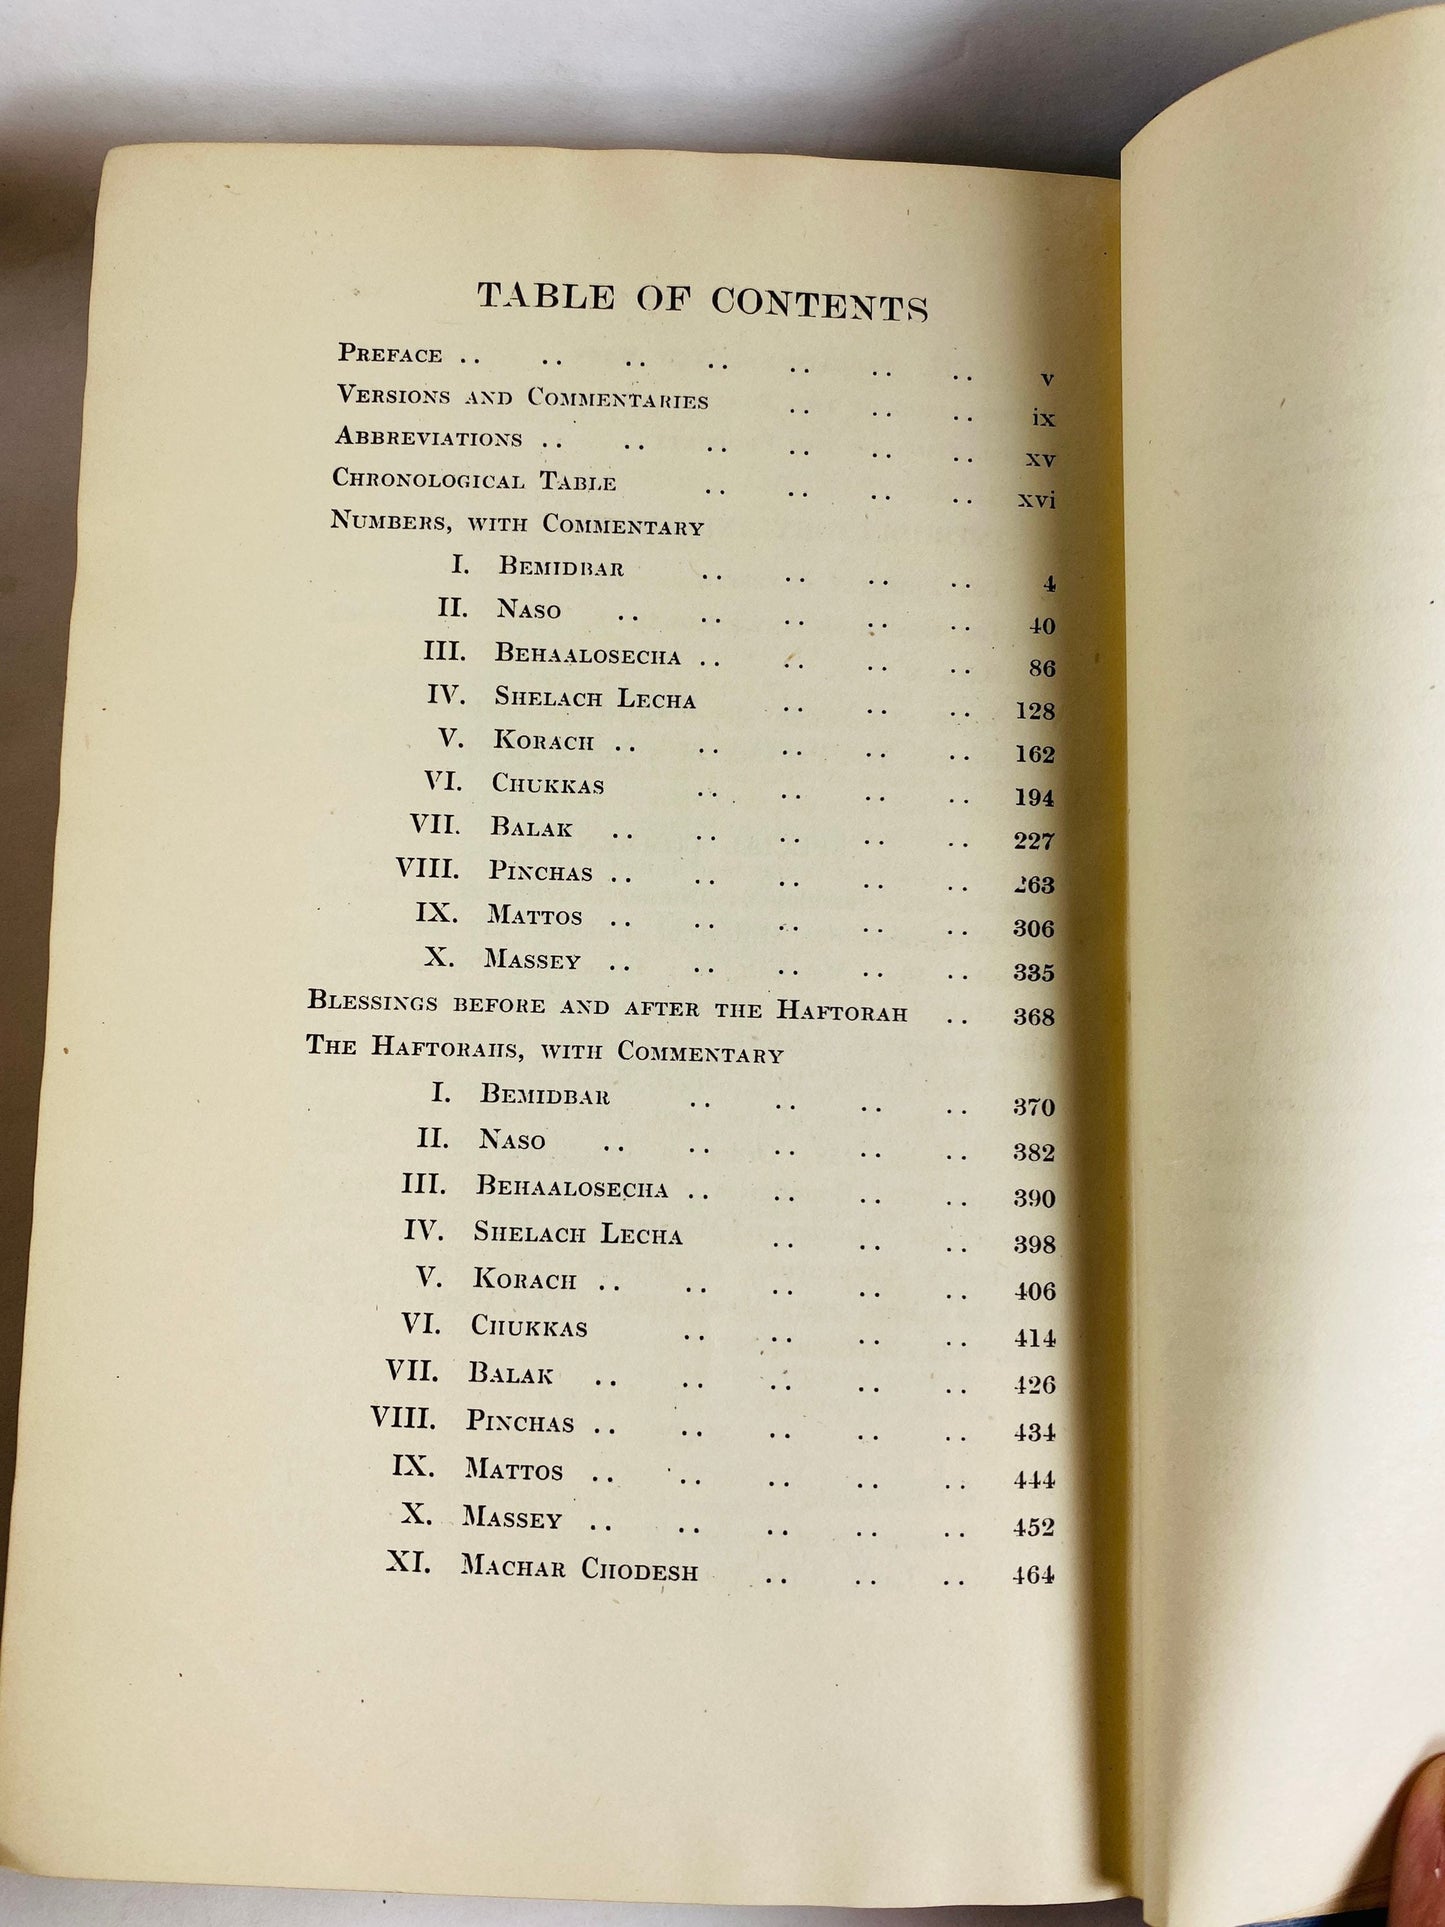 TABLE OF CONTENTS
PREFACE .. .. .. .. .. .. .. v
VERSIONS AND COMMENTARIES .. .. .. ix
ABBREVIATIONS .. .. .. .. .. .. xv
CHRONOLOGICAL TABLE .. .. .. .. xvi
NUMBERS, WITH COMMENTARY
I. BEMIDBAR .. .. .. .. 4
II. NASO .. .. .. .. .. 40
III. BEHAALOSECHA .. .. .. .. 86
IV. SHELACH LECHA .. .. .. 128
V. KORACH .. .. .. .. .. 162
VI. CHUKKAS .. .. .. .. 194
VII. BALAK .. .. .. .. .. 227
VIII. PINCHAS .. .. .. .. .. 263
IX. MATTOS .. .. .. .. .. 306
X. MASSEY .. .. .. .. .. 335
BLESSINGS BEFORE AND AFTER THE HAFTORAH .. 368
THE HAFTORAHS, WITH COMMENTARY
I. BEMIDBAR .. .. .. .. 370
II. NASO .. .. .. .. .. 382
III. BEHAALOSECHA .. .. .. .. 390
IV. SHELACH LECHA .. .. .. 398
V. KORACH .. .. .. .. .. 406
VI. CHUKKAS .. .. .. .. 414
VII. BALAK .. .. .. .. .. 426
VIII. PINCHAS .. .. .. .. .. 434
IX. MATTOS .. .. .. .. .. 444
X. MASSEY .. .. .. .. .. 452
XI. MACHAR CHODESH .. .. .. 464